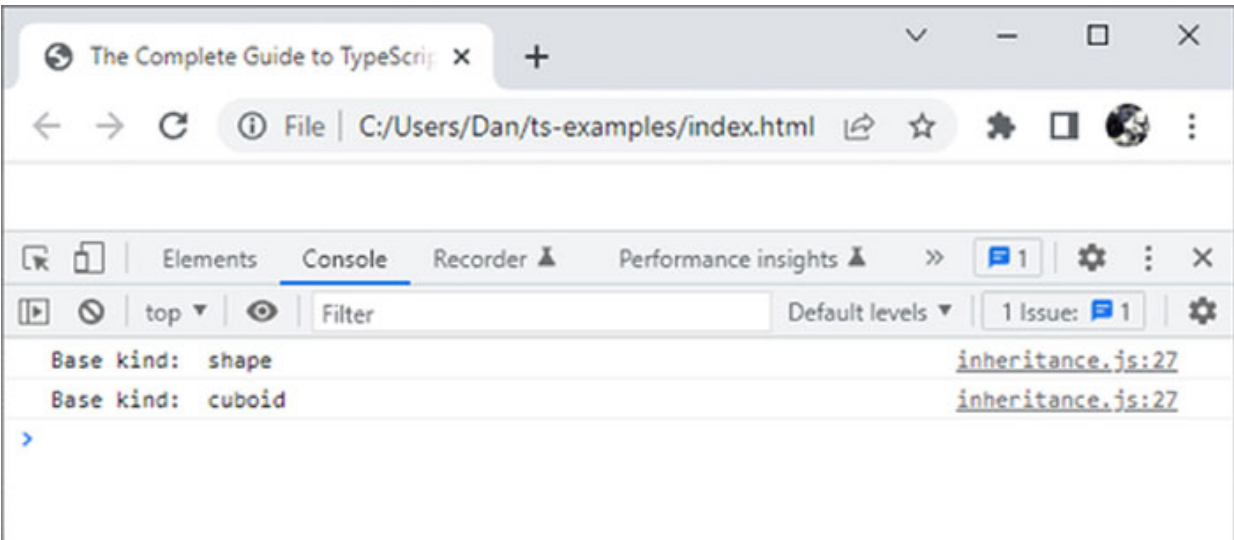 The Complete Guide to TypeScrip
File | C:/Users/Dan/ts-examples/index.html
Elements Console Recorder Performance insights » 1
top Filter Default levels 1 Issue: 1
Base kind: shape inheritance.js:27
Base kind: cuboid inheritance.js:27